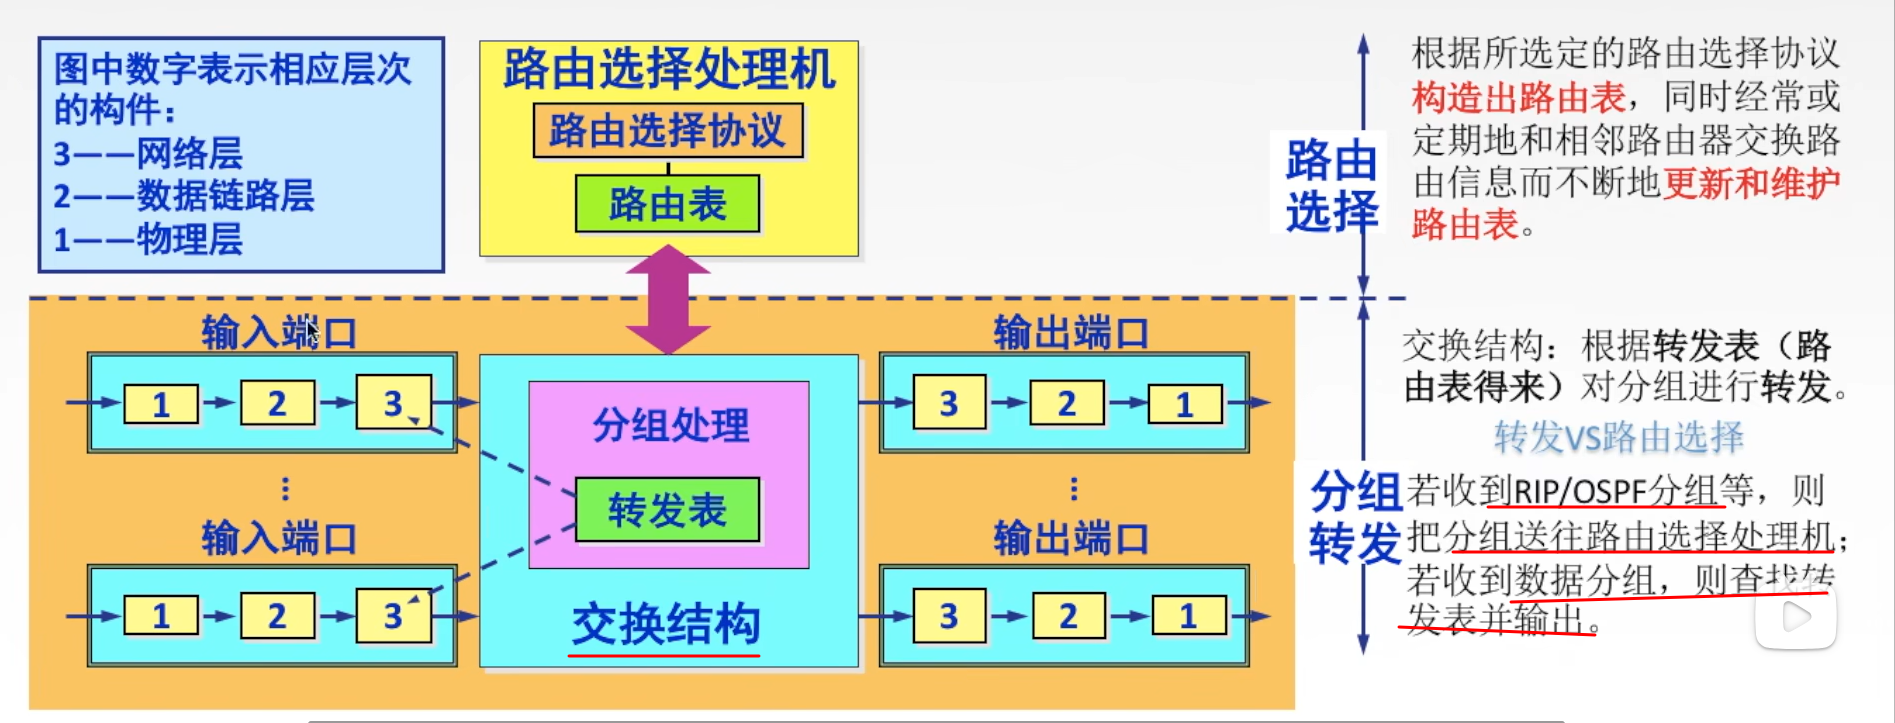 图中数字表示相应层次
的构件：
3——网络层
2——数据链路层
1——物理层
路由选择处理机
路由选择协议
路由表
路由
选择
根据所选定的路由选择协议
构造出路由表，同时经常或
定期地和相邻路由器交换路
由信息而不断地更新和维护
路由表。
输入端口
1
2
3
输入端口
1
2
3
分组处理
转发表
交换结构
输出端口
3
2
1
输出端口
3
2
1
分组
转发
交换结构：根据转发表（路
由表得来）对分组进行转发。
转发VS路由选择
若收到RIP/OSPF分组等，则
把分组送往路由选择处理机；
若收到数据分组，则查找转
发表并输出。